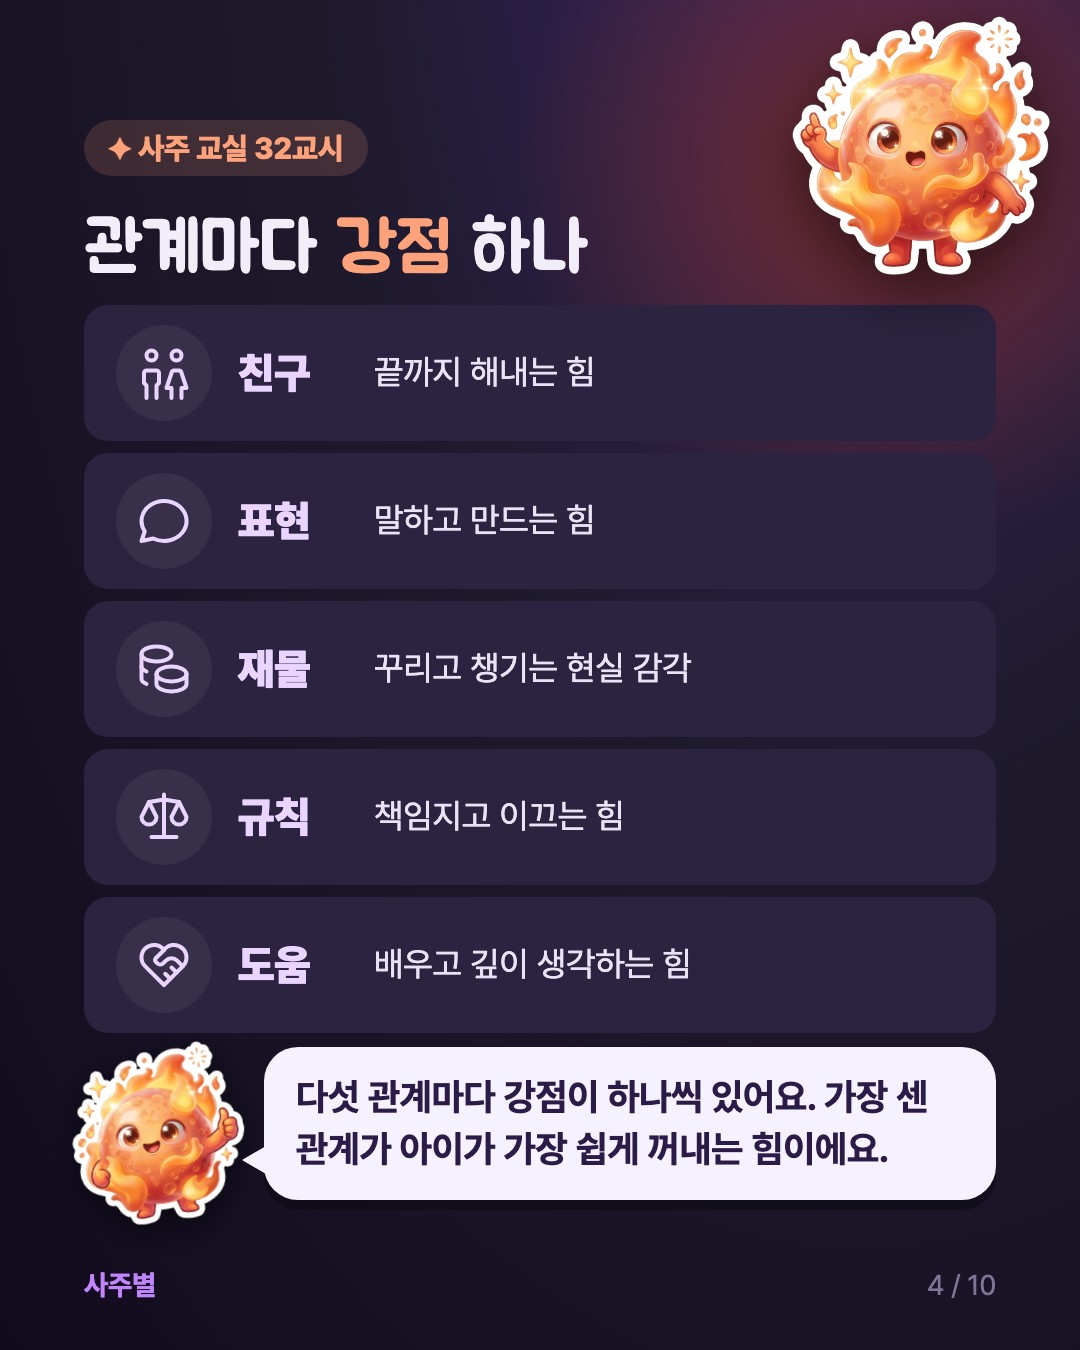 ✦ 사주 교실 32교시
관계마다 강점 하나
친구 끝까지 해내는 힘
표현 말하고 만드는 힘
재물 꾸리고 챙기는 현실 감각
규칙 책임지고 이끄는 힘
도움 배우고 깊이 생각하는 힘
다섯 관계마다 강점이 하나씩 있어요. 가장 센
관계가 아이가 가장 쉽게 꺼내는 힘이에요.
사주별
4 / 10